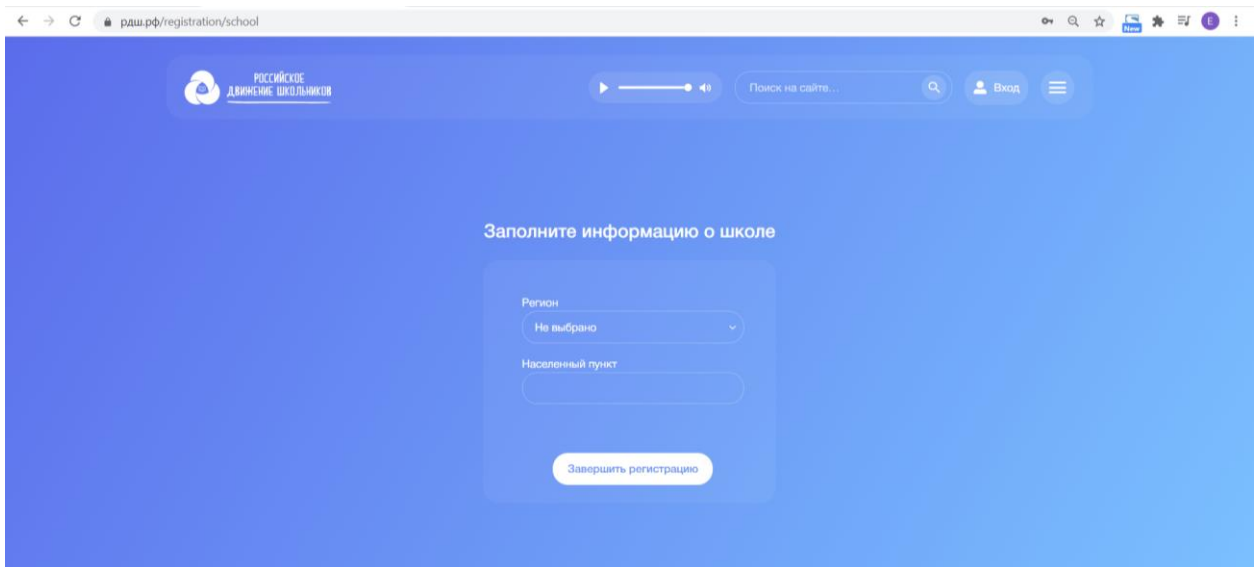 рдш.рф/registration/school
New
E
РОССИЙСКОЕ
ДВИЖЕНИЕ ШКОЛЬНИКОВ
Поиск на сайте...
Вход
Заполните информацию о школе
Регион
Не выбрано
Населенный пункт
Завершить регистрацию